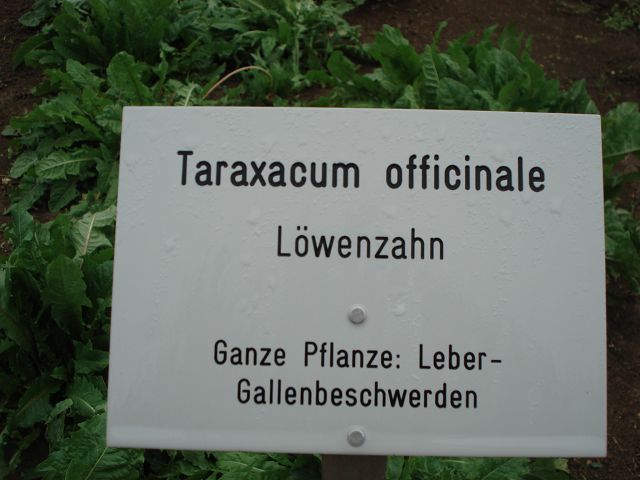 Taraxacum officinale
Löwenzahn
Ganze Pflanze: Leber-
Gallenbeschwerden